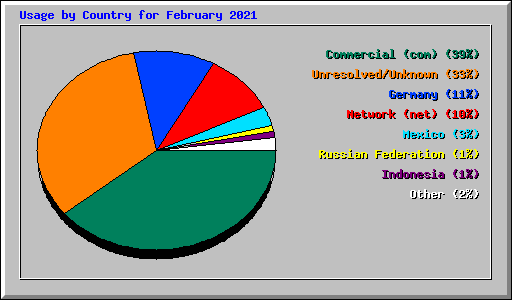 Usage by Country for February 2021
Commercial (com) (39%)
Unresolved/Unknown (33%)
Germany (11%)
Network (net) (10%)
Mexico (3%)
Russian Federation (1%)
Indonesia (1%)
Other (2%)